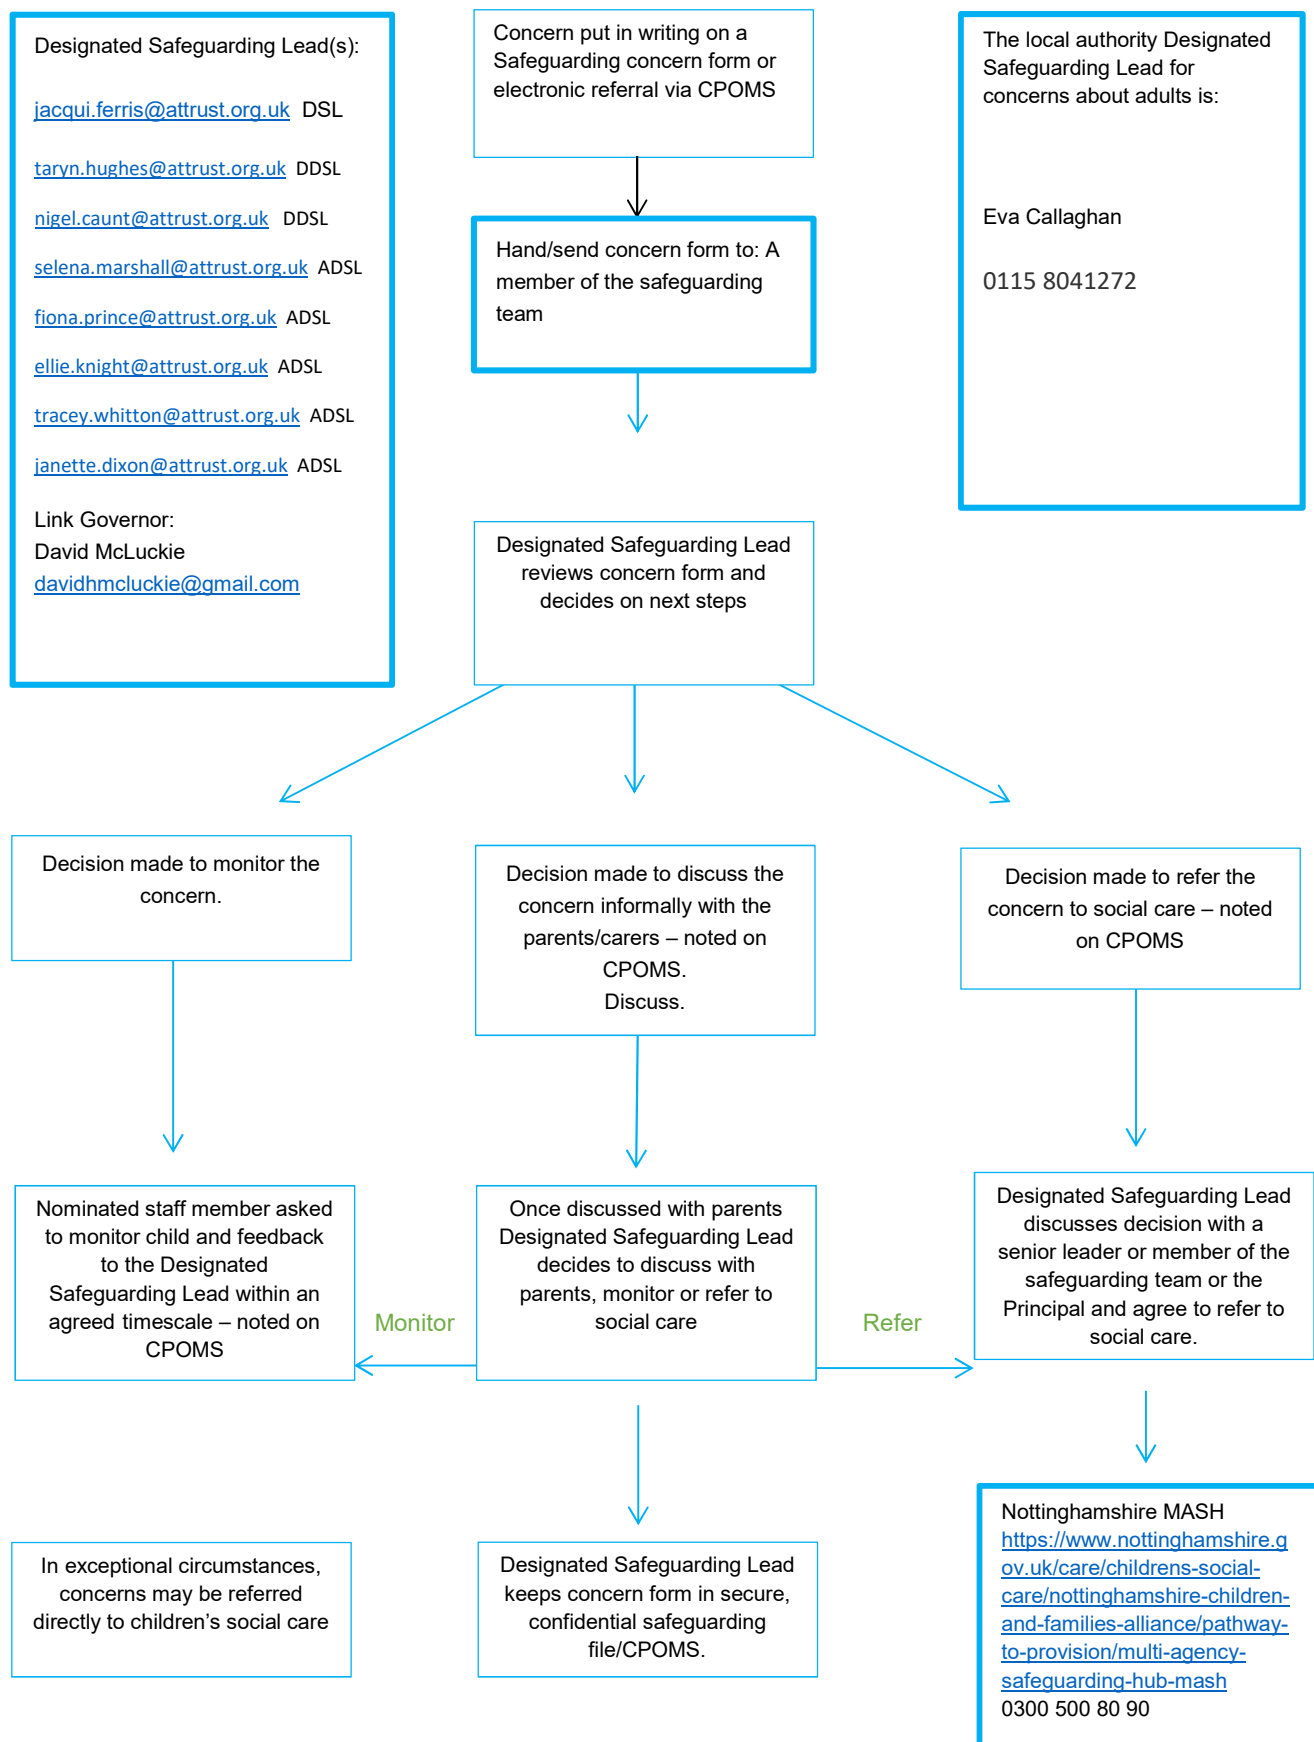 Designated Safeguarding Lead(s):
jacqui.ferris@attrust.org.uk DSL
taryn.hughes@attrust.org.uk DDSL
nigel.caunt@attrust.org.uk DDSL
selena.marshall@attrust.org.uk ADSL
fiona.prince@attrust.org.uk ADSL
ellie.knight@attrust.org.uk ADSL
tracey.whitton@attrust.org.uk ADSL
janette.dixon@attrust.org.uk ADSL
Link Governor:
David McLuckie
davidhmcluckie@gmail.com
Concern put in writing on a
Safeguarding concern form or
electronic referral via CPOMS
Hand/send concern form to: A
member of the safeguarding
team
The local authority Designated
Safeguarding Lead for
concerns about adults is:
Eva Callaghan
0115 8041272
Designated Safeguarding Lead
reviews concern form and
decides on next steps
Decision made to monitor the
concern.
Decision made to discuss the
concern informally with the
parents/carers – noted on
CPOMS.
Discuss.
Decision made to refer the
concern to social care – noted
on CPOMS
Nominated staff member asked
to monitor child and feedback
to the Designated
Safeguarding Lead within an
agreed timescale – noted on
CPOMS
Monitor
Once discussed with parents
Designated Safeguarding Lead
decides to discuss with
parents, monitor or refer to
social care
Refer
Designated Safeguarding Lead
discusses decision with a
senior leader or member of the
safeguarding team or the
Principal and agree to refer to
social care.
In exceptional circumstances,
concerns may be referred
directly to children’s social care
Designated Safeguarding Lead
keeps concern form in secure,
confidential safeguarding
file/CPOMS.
Nottinghamshire MASH
https://www.nottinghamshire.g
ov.uk/care/childrens-social-
care/nottinghamshire-children-
and-families-alliance/pathway-
to-provision/multi-agency-
safeguarding-hub-mash
0300 500 80 90